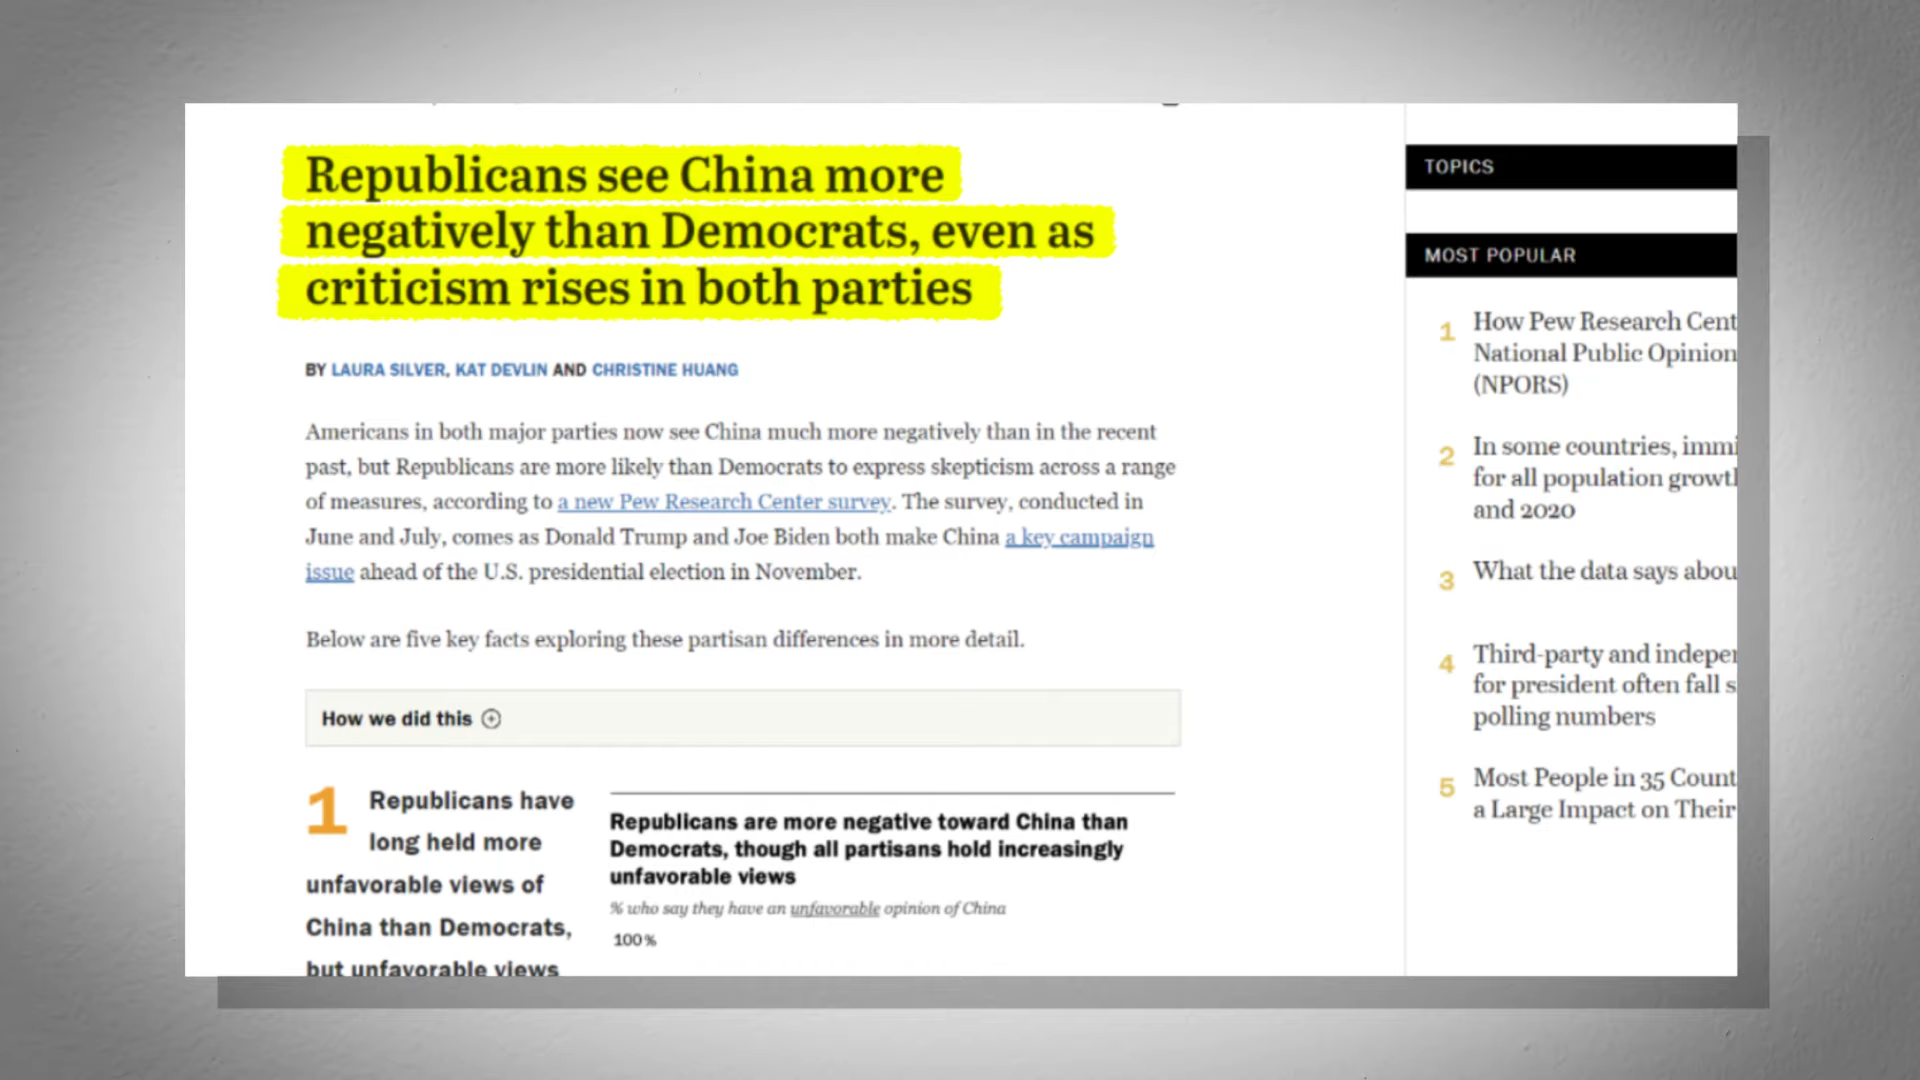 Republicans see China more
negatively than Democrats, even as
criticism rises in both parties
BY LAURA SILVER, KAT DEVLIN AND CHRISTINE HUANG
Americans in both major parties now see China much more negatively than in the recent
past, but Republicans are more likely than Democrats to express skepticism across a range
of measures, according to a new Pew Research Center survey. The survey, conducted in
June and July, comes as Donald Trump and Joe Biden both make China a key campaign
issue ahead of the U.S. presidential election in November.
Below are five key facts exploring these partisan differences in more detail.
How we did this
1 Republicans have
long held more
unfavorable views of
China than Democrats,
but unfavorable views
Republicans are more negative toward China than
Democrats, though all partisans hold increasingly
unfavorable views
% who say they have an unfavorable opinion of China
100%
TOPICS
MOST POPULAR
1 How Pew Research Cent
National Public Opinion
(NPORS)
2 In some countries, immi
for all population growt
and 2020
3 What the data says abou
4 Third-party and indepe
for president often fall s
polling numbers
5 Most People in 35 Count
a Large Impact on Their